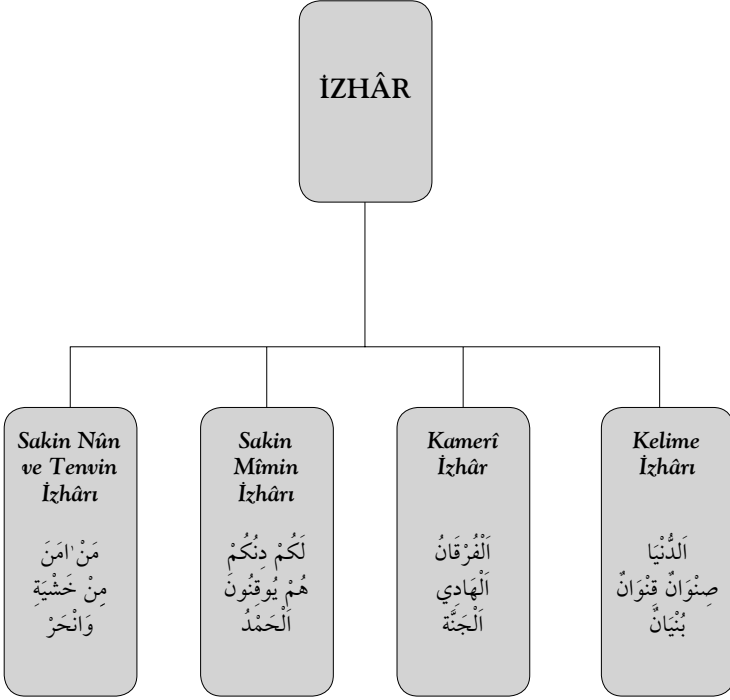 İZHÂR
Sakin Nûn
ve Tenvin
İzhârı
مَنْ اٰمَنَ
مِنْ خَشْيَةِ
وَانْحَرْ
Sakin
Mîmin
İzhârı
لَكُمْ دِنُكُمْ
هُمْ يُوقِنُونَ
اَلْحَمْدُ
Kamerî
İzhâr
اَلْفُرْقَانُ
اَلْهَادِي
اَلْجَنَّة
Kelime
İzhârı
اَلدُّنْيَا
صِنْوَانٌ قِنْوَانٌ
بُنْيَانٌ